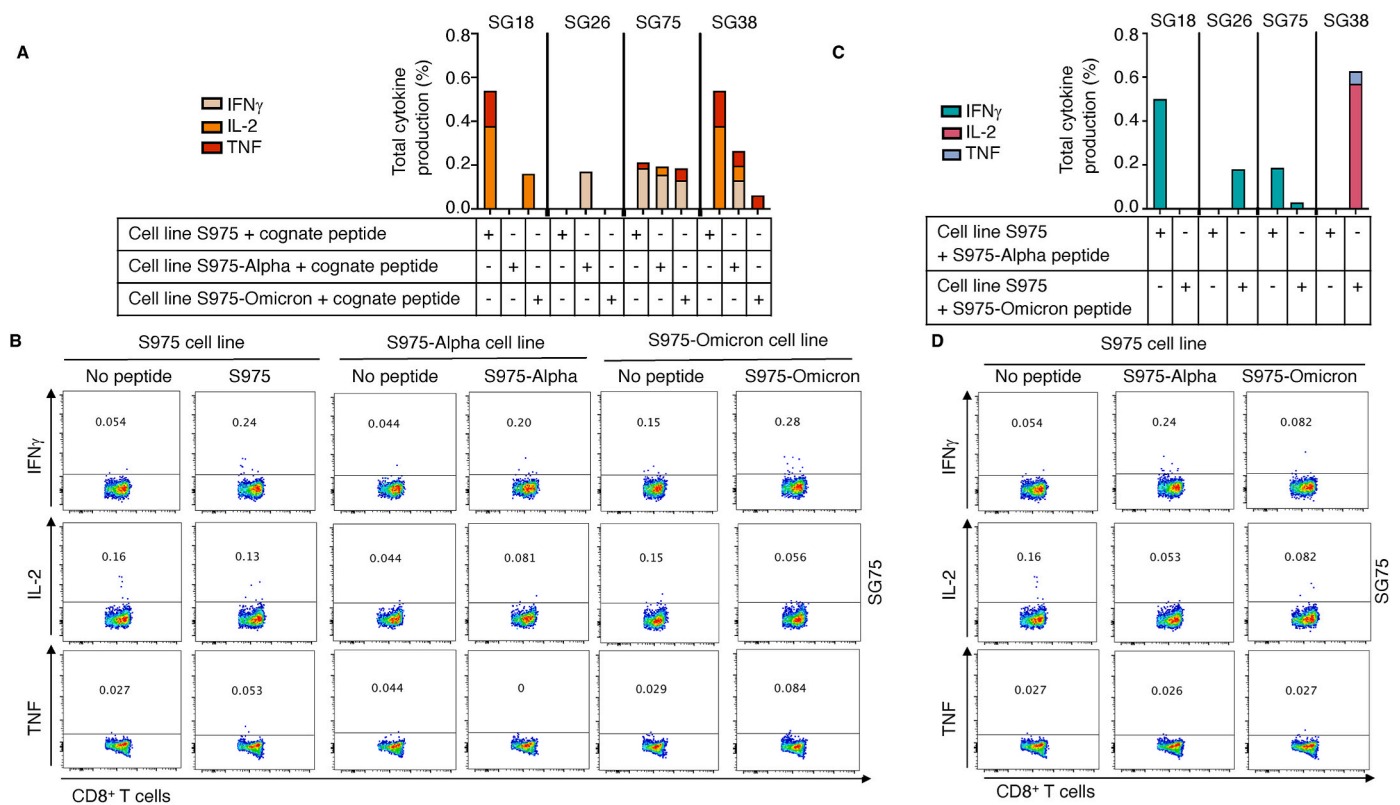 A
SG18 SG26 SG75 SG38
Total cytokine
production (%)
0.8
0.6
0.4
0.2
0.0
IFNγ
IL-2
TNF
Cell line S975 + cognate peptide + - - + - - + - - + - -
Cell line S975-Alpha + cognate peptide - + - - + - - + - - + -
Cell line S975-Omicron + cognate peptide - - + - - + - - + - - +
C
SG18 SG26 SG75 SG38
Total cytokine
production (%)
0.8
0.6
0.4
0.2
0.0
IFNγ
IL-2
TNF
Cell line S975
+ S975-Alpha peptide + - + - + - + -
Cell line S975
+ S975-Omicron peptide - + - + - + - +
B
S975 cell line S975-Alpha cell line S975-Omicron cell line
No peptide S975 No peptide S975-Alpha No peptide S975-Omicron
IFNγ 0.054 0.24 0.044 0.20 0.15 0.28
IL-2 0.16 0.13 0.044 0.081 0.15 0.056
TNF 0.027 0.053 0.044 0 0.029 0.084
SG75
CD8⁺ T cells
D
S975 cell line
No peptide S975-Alpha S975-Omicron
IFNγ 0.054 0.24 0.082
IL-2 0.16 0.053 0.082
TNF 0.027 0.026 0.027
SG75
CD8⁺ T cells